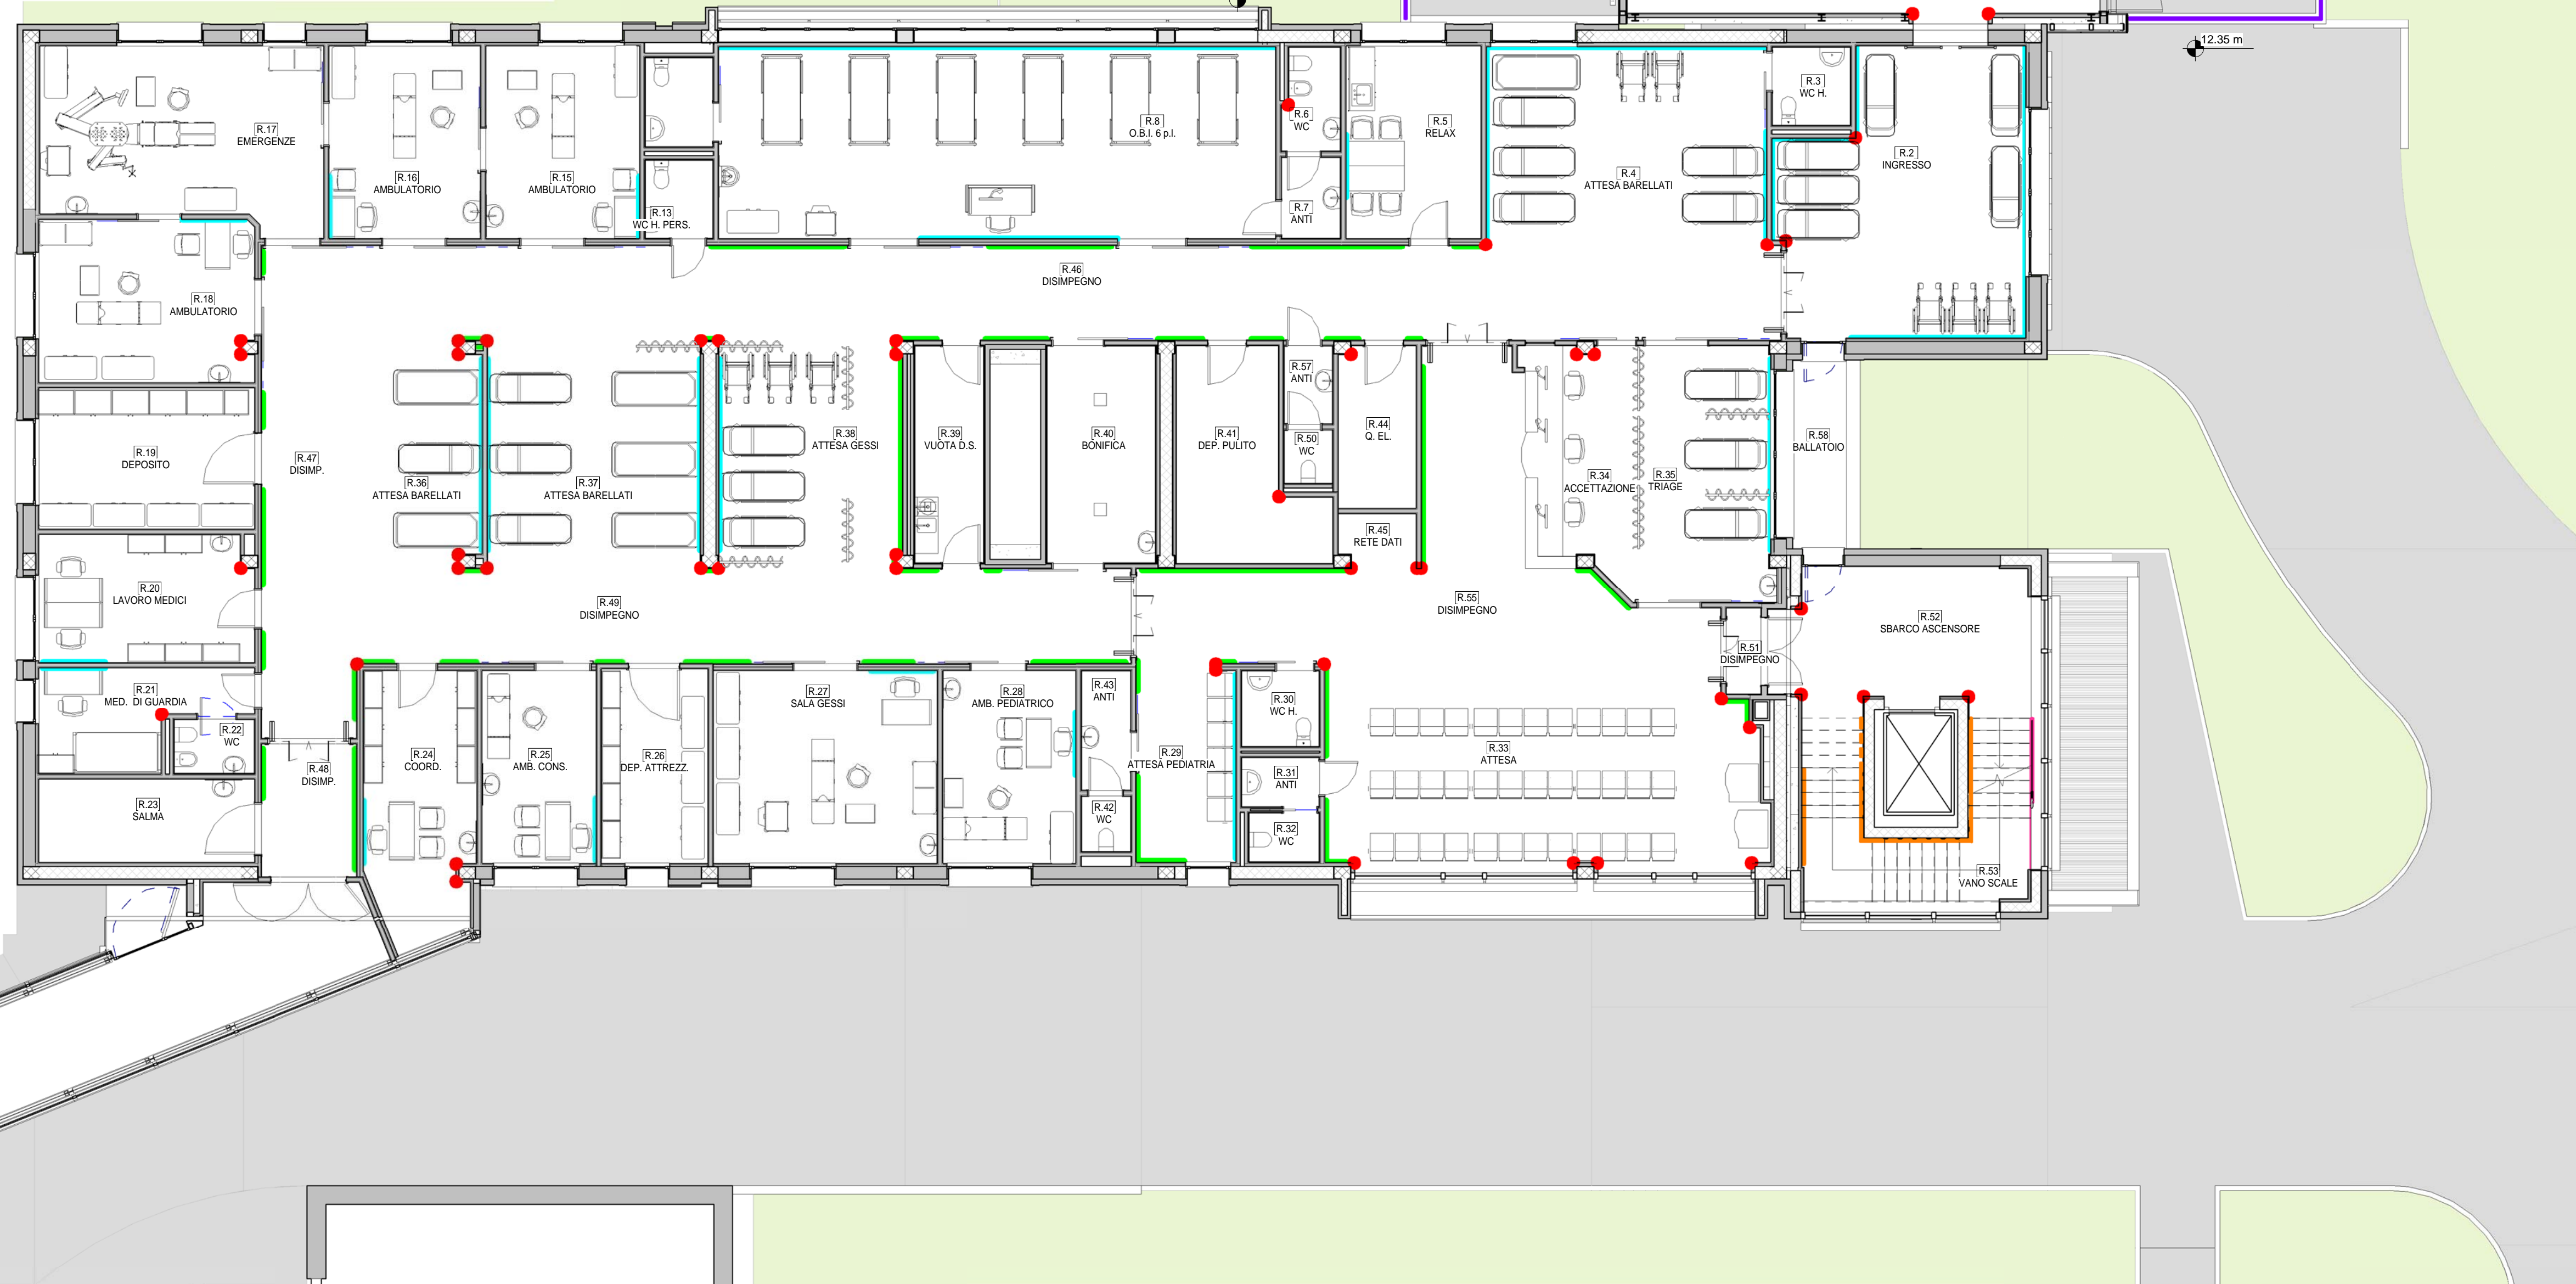 12.35 m
R.17
EMERGENZE
R.16
AMBULATORIO
R.15
AMBULATORIO
R.13
WC H. PERS.
R.8
O.B.I. 6 p.l.
R.6
WC
R.7
ANTI
R.5
RELAX
R.4
ATTESA BARELLATI
R.3
WC H.
R.2
INGRESSO
R.18
AMBULATORIO
R.46
DISIMPEGNO
R.19
DEPOSITO
R.47
DISIMP.
R.36
ATTESA BARELLATI
R.37
ATTESA BARELLATI
R.38
ATTESA GESSI
R.39
VUOTA D.S.
R.40
BONIFICA
R.41
DEP. PULITO
R.57
ANTI
R.50
WC
R.44
Q. EL.
R.45
RETE DATI
R.34
ACCETTAZIONE
R.35
TRIAGE
R.58
BALLATOIO
R.20
LAVORO MEDICI
R.49
DISIMPEGNO
R.55
DISIMPEGNO
R.51
DISIMPEGNO
R.52
SBARCO ASCENSORE
R.21
MED. DI GUARDIA
R.22
WC
R.23
SALMA
R.48
DISIMP.
R.24
COORD.
R.25
AMB. CONS.
R.26
DEP. ATTREZZ.
R.27
SALA GESSI
R.28
AMB. PEDIATRICO
R.43
ANTI
R.42
WC
R.29
ATTESA PEDIATRIA
R.30
WC H.
R.31
ANTI
R.32
WC
R.33
ATTESA
R.53
VANO SCALE